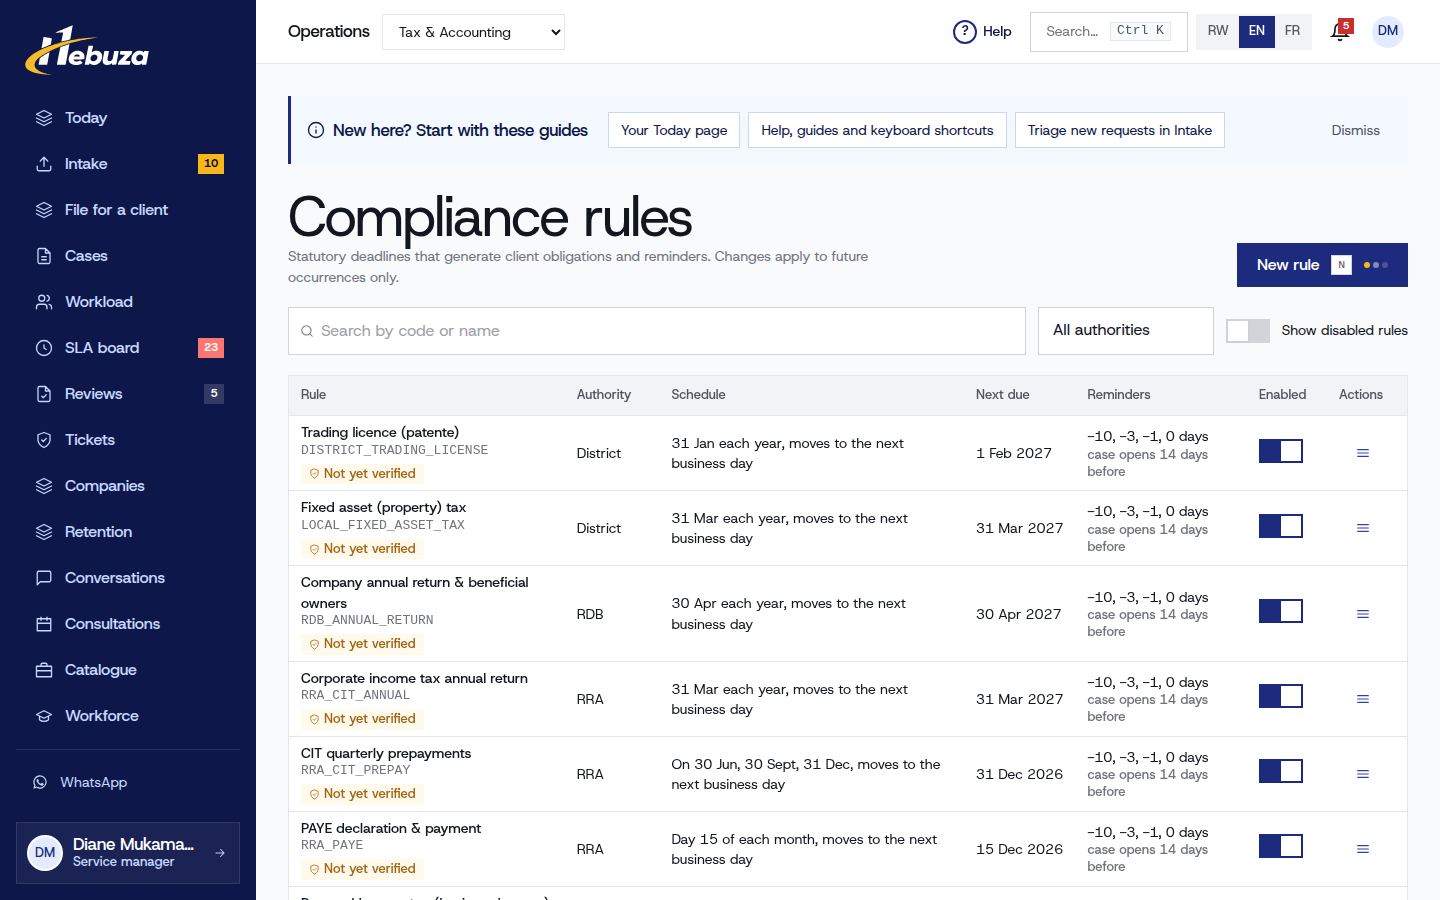 Hebuza
Operations
Tax & Accounting
? Help
Search... Ctrl K
RW EN FR
5
DM
Today
Intake 10
File for a client
Cases
Workload
SLA board 23
Reviews 5
Tickets
Companies
Retention
Conversations
Consultations
Catalogue
Workforce
WhatsApp
DM
Diane Mukama...
Service manager
New here? Start with these guides
Your Today page
Help, guides and keyboard shortcuts
Triage new requests in Intake
Dismiss
Compliance rules
Statutory deadlines that generate client obligations and reminders. Changes apply to future
occurrences only.
New rule N
Search by code or name
All authorities
Show disabled rules
Rule Authority Schedule Next due Reminders Enabled Actions
Trading licence (patente)
DISTRICT_TRADING_LICENSE
Not yet verified
District
31 Jan each year, moves to the next
business day
1 Feb 2027
-10, -3, -1, 0 days
case opens 14 days
before
Fixed asset (property) tax
LOCAL_FIXED_ASSET_TAX
Not yet verified
District
31 Mar each year, moves to the next
business day
31 Mar 2027
-10, -3, -1, 0 days
case opens 14 days
before
Company annual return & beneficial
owners
RDB_ANNUAL_RETURN
Not yet verified
RDB
30 Apr each year, moves to the next
business day
30 Apr 2027
-10, -3, -1, 0 days
case opens 14 days
before
Corporate income tax annual return
RRA_CIT_ANNUAL
Not yet verified
RRA
31 Mar each year, moves to the next
business day
31 Mar 2027
-10, -3, -1, 0 days
case opens 14 days
before
CIT quarterly prepayments
RRA_CIT_PREPAY
Not yet verified
RRA
On 30 Jun, 30 Sept, 31 Dec, moves to the
next business day
31 Dec 2026
-10, -3, -1, 0 days
case opens 14 days
before
PAYE declaration & payment
RRA_PAYE
Not yet verified
RRA
Day 15 of each month, moves to the next
business day
15 Dec 2026
-10, -3, -1, 0 days
case opens 14 days
before